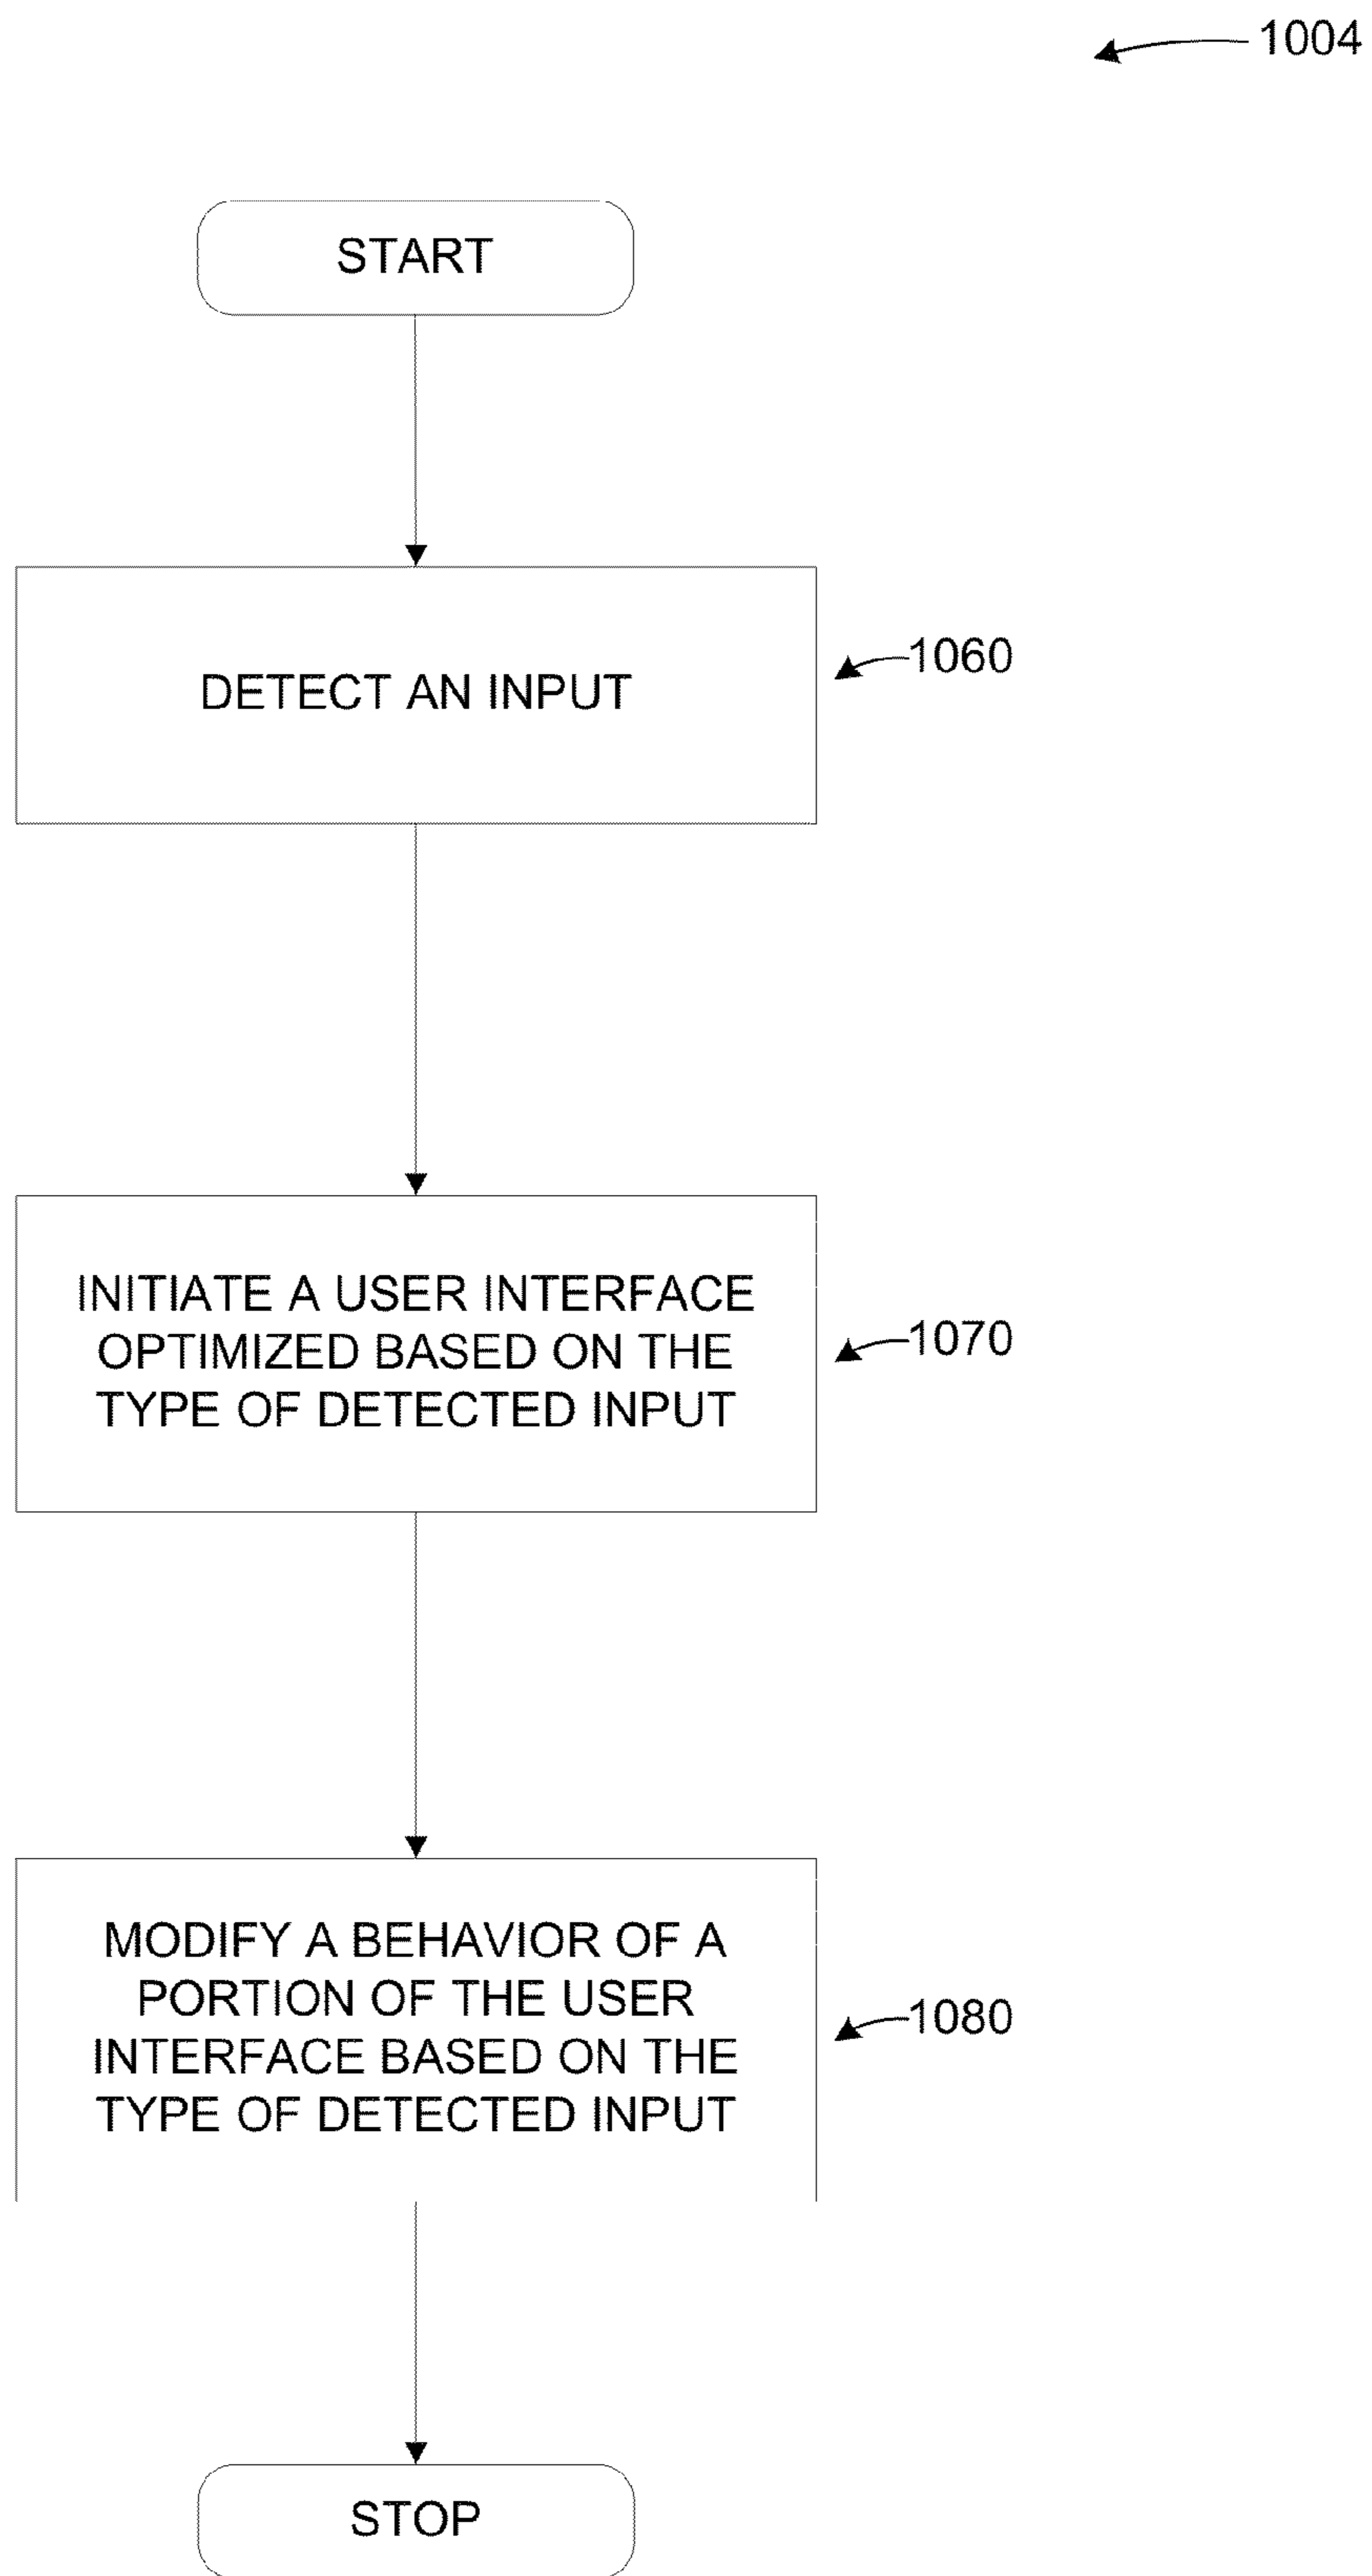 1004
START
DETECT AN INPUT
1060
INITIATE A USER INTERFACE
OPTIMIZED BASED ON THE
TYPE OF DETECTED INPUT
1070
MODIFY A BEHAVIOR OF A
PORTION OF THE USER
INTERFACE BASED ON THE
TYPE OF DETECTED INPUT
1080
STOP